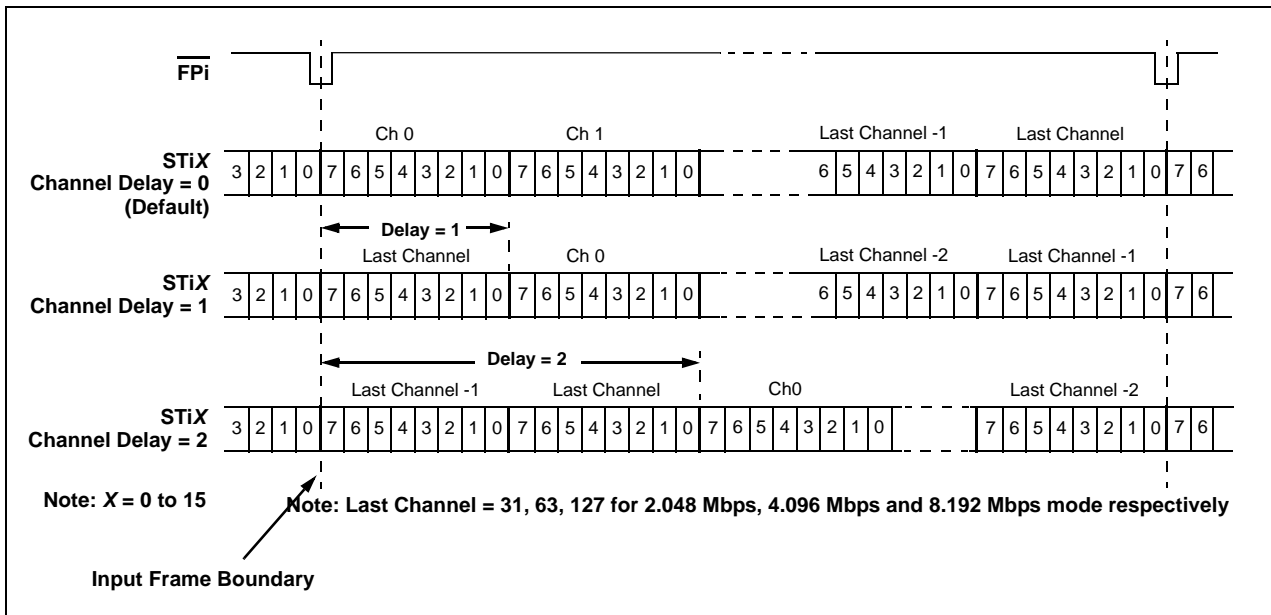 FPi
Ch 0 Ch 1 Last Channel -1 Last Channel
STiX
Channel Delay = 0
(Default)
3 2 1 0 7 6 5 4 3 2 1 0 7 6 5 4 3 2 1 0 6 5 4 3 2 1 0 7 6 5 4 3 2 1 0 7 6
Delay = 1
Last Channel Ch 0 Last Channel -2 Last Channel -1
STiX
Channel Delay = 1
3 2 1 0 7 6 5 4 3 2 1 0 7 6 5 4 3 2 1 0 6 5 4 3 2 1 0 7 6 5 4 3 2 1 0 7 6
Delay = 2
Last Channel -1 Last Channel Ch0 Last Channel -2
STiX
Channel Delay = 2
3 2 1 0 7 6 5 4 3 2 1 0 7 6 5 4 3 2 1 0 7 6 5 4 3 2 1 0 7 6 5 4 3 2 1 0 7 6
Note: X = 0 to 15 Note: Last Channel = 31, 63, 127 for 2.048 Mbps, 4.096 Mbps and 8.192 Mbps mode respectively
Input Frame Boundary